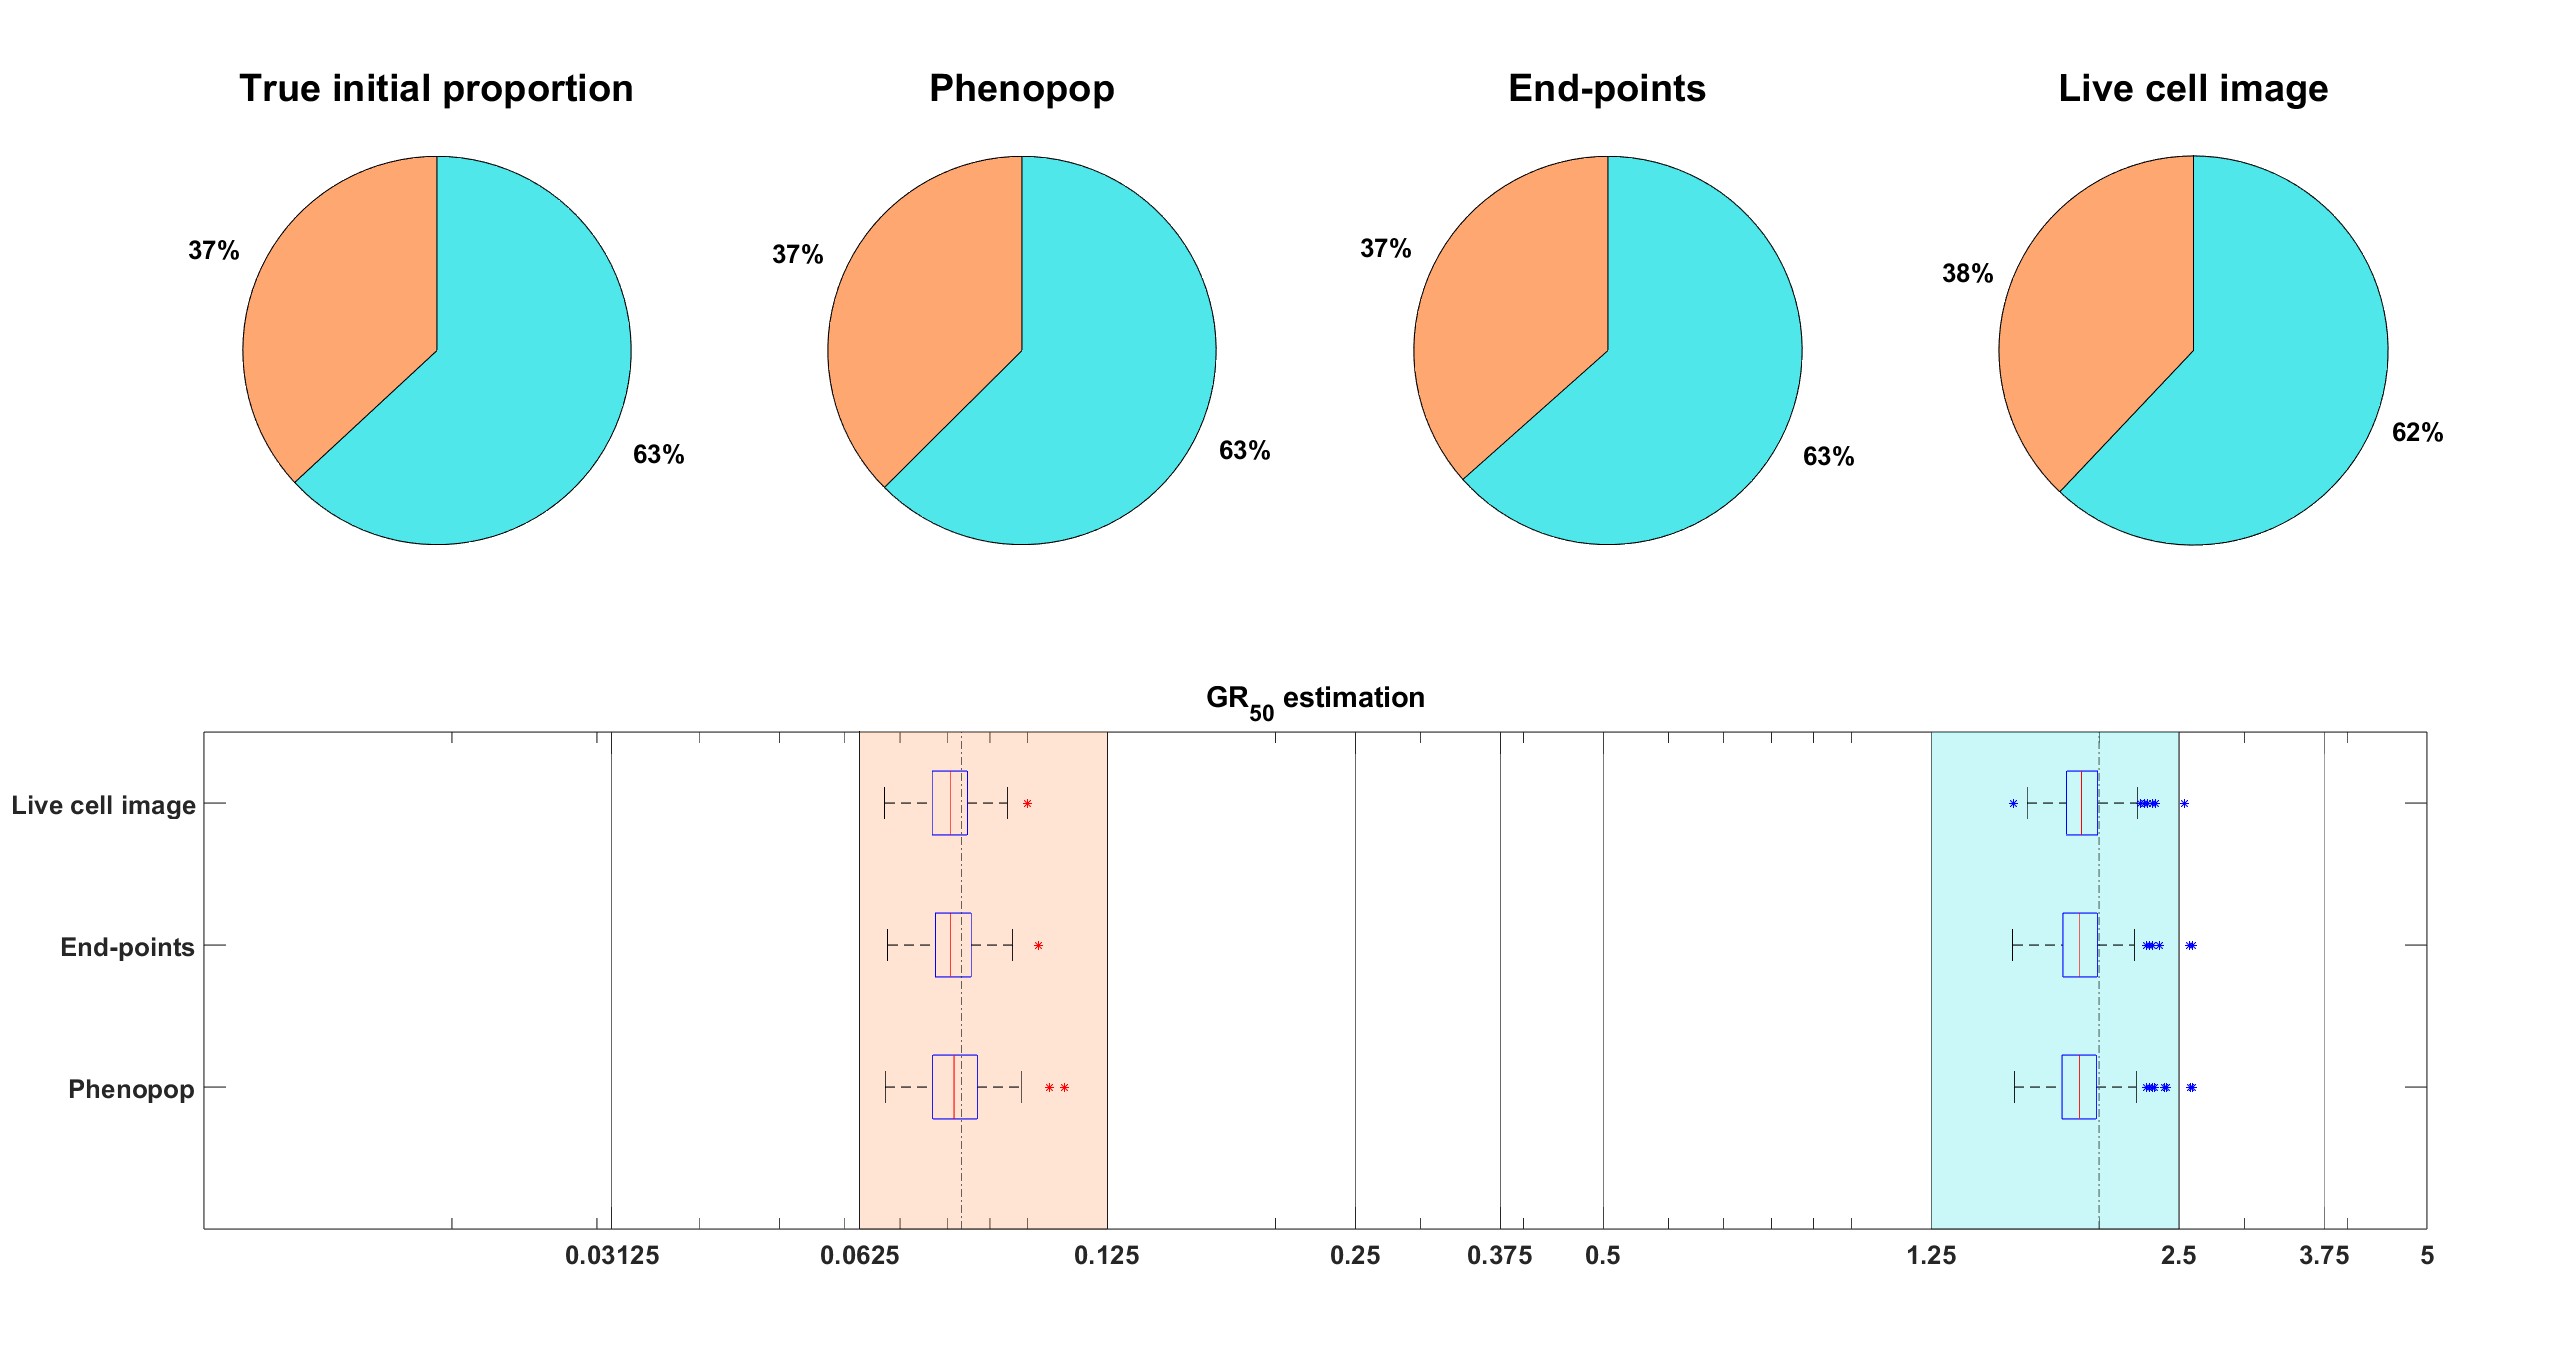 True initial proportion
Phenopop
End-points
Live cell image
37%
63%
37%
63%
37%
63%
38%
62%
GR50 estimation
Live cell image
End-points
Phenopop
0.03125
0.0625
0.125
0.25
0.375
0.5
1.25
2.5
3.75
5